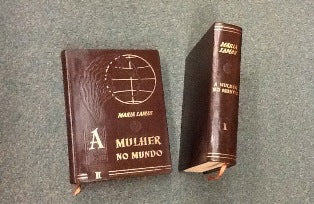 MARIA LAMAS
A MULHER
NO MUNDO
II
MARIA
LAMAS
A MULHER
NO MUNDO
I